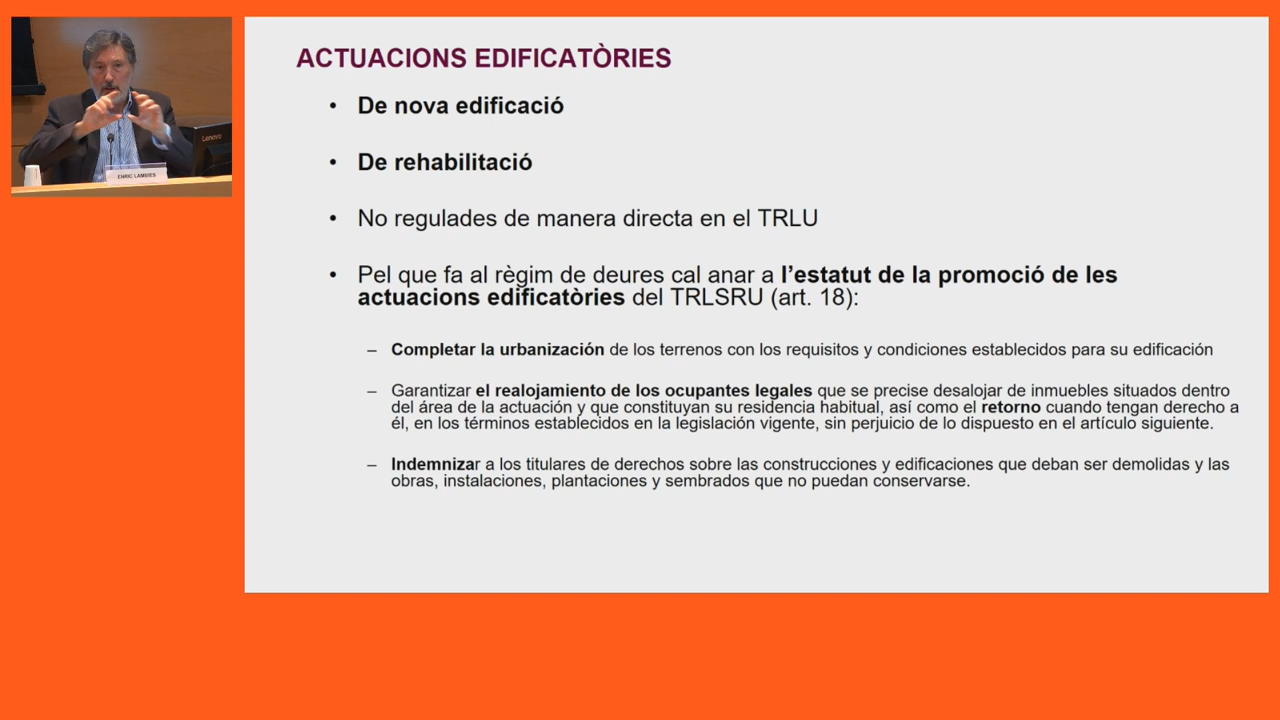 ACTUACIONS EDIFICATÒRIES
• De nova edificació
• De rehabilitació
• No regulades de manera directa en el TRLU
• Pel que fa al règim de deures cal anar a l’estatut de la promoció de les
actuacions edificatòries del TRLSRU (art. 18):
– Completar la urbanización de los terrenos con los requisitos y condiciones establecidos para su edificación
– Garantizar el realojamiento de los ocupantes legales que se precise desalojar de inmuebles situados dentro
del área de la actuación y que constituyan su residencia habitual, así como el retorno cuando tengan derecho a
él, en los términos establecidos en la legislación vigente, sin perjuicio de lo dispuesto en el artículo siguiente.
– Indemnizar a los titulares de derechos sobre las construcciones y edificaciones que deban ser demolidas y las
obras, instalaciones, plantaciones y sembrados que no puedan conservarse.
Lenovo
ENRIC LAMBIES